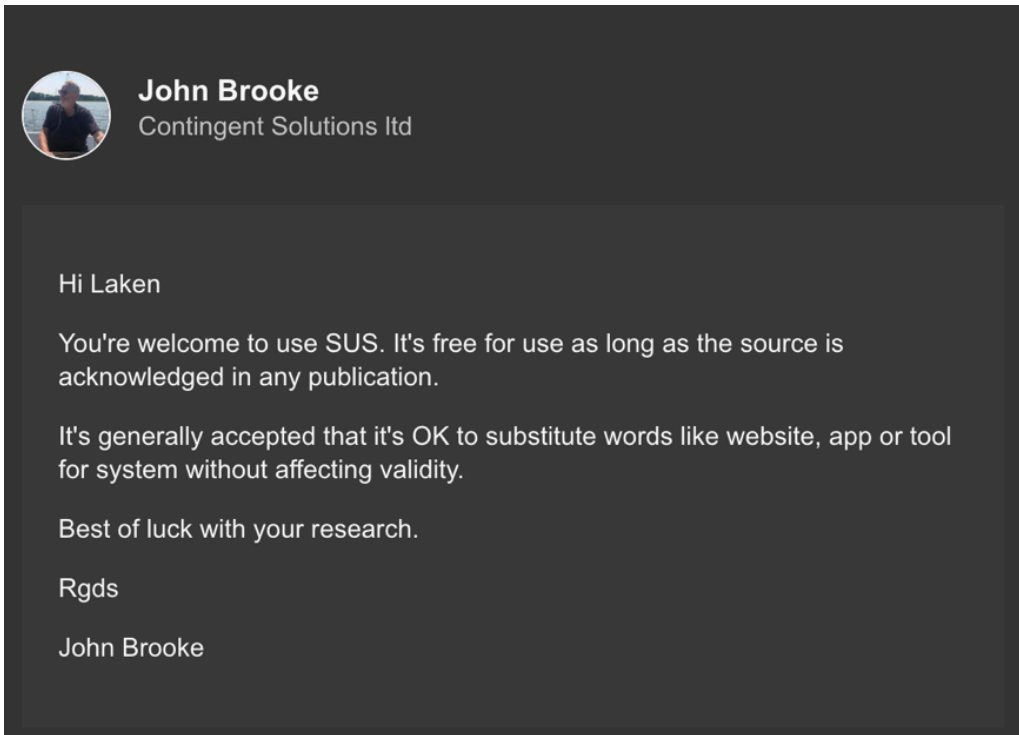 John Brooke
Contingent Solutions ltd
Hi Laken
You're welcome to use SUS. It's free for use as long as the source is
acknowledged in any publication.
It's generally accepted that it's OK to substitute words like website, app or tool
for system without affecting validity.
Best of luck with your research.
Rgds
John Brooke